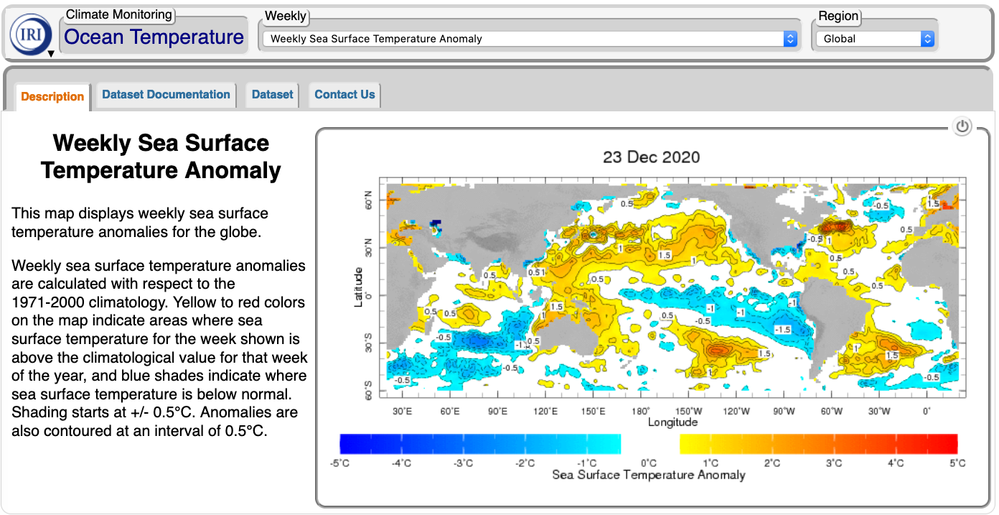 IRI
Climate Monitoring
Ocean Temperature
Weekly
Weekly Sea Surface Temperature Anomaly
Region
Global
Description
Dataset Documentation
Dataset
Contact Us
Weekly Sea Surface
Temperature Anomaly
This map displays weekly sea surface
temperature anomalies for the globe.
Weekly sea surface temperature anomalies
are calculated with respect to the
1971-2000 climatology. Yellow to red colors
on the map indicate areas where sea
surface temperature for the week shown is
above the climatological value for that week
of the year, and blue shades indicate where
sea surface temperature is below normal.
Shading starts at +/- 0.5°C. Anomalies are
also contoured at an interval of 0.5°C.
23 Dec 2020
Latitude
60°N
30°N
0°
30°S
60°S
0.5
-0.5
1.5
0.5
-0.5
1
1
1.5
1
0.5
0.5
0.5
1
0.5
0.5
0.5
0.5
0.5
1.5
1
-1
-1
-1
0.5
-0.5
-1.5
-0.5
0.5
1.5
1
1
1.5
-0.5
-0.5
-0.5
30°E 60°E 90°E 120°E 150°E 180° 150°W 120°W 90°W 60°W 30°W 0°
Longitude
-5°C -4°C -3°C -2°C -1°C 0°C 1°C 2°C 3°C 4°C 5°C
Sea Surface Temperature Anomaly